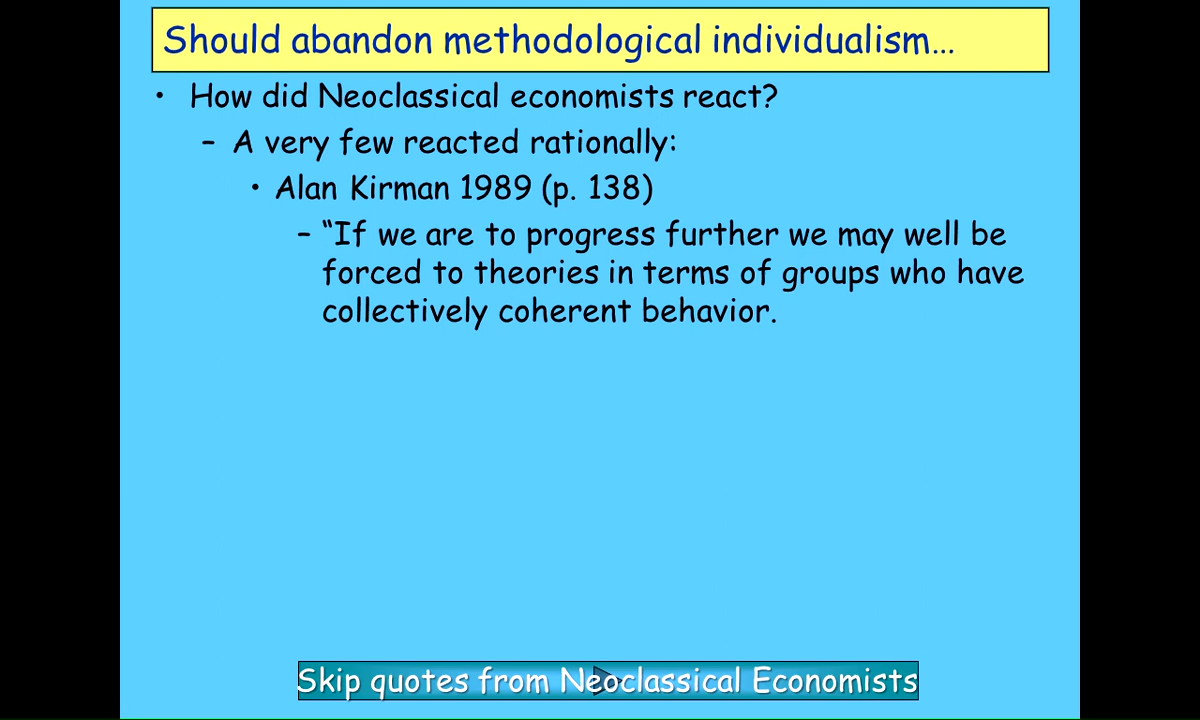 Should abandon methodological individualism…
• How did Neoclassical economists react?
– A very few reacted rationally:
• Alan Kirman 1989 (p. 138)
– “If we are to progress further we may well be
forced to theories in terms of groups who have
collectively coherent behavior.
Skip quotes from Neoclassical Economists